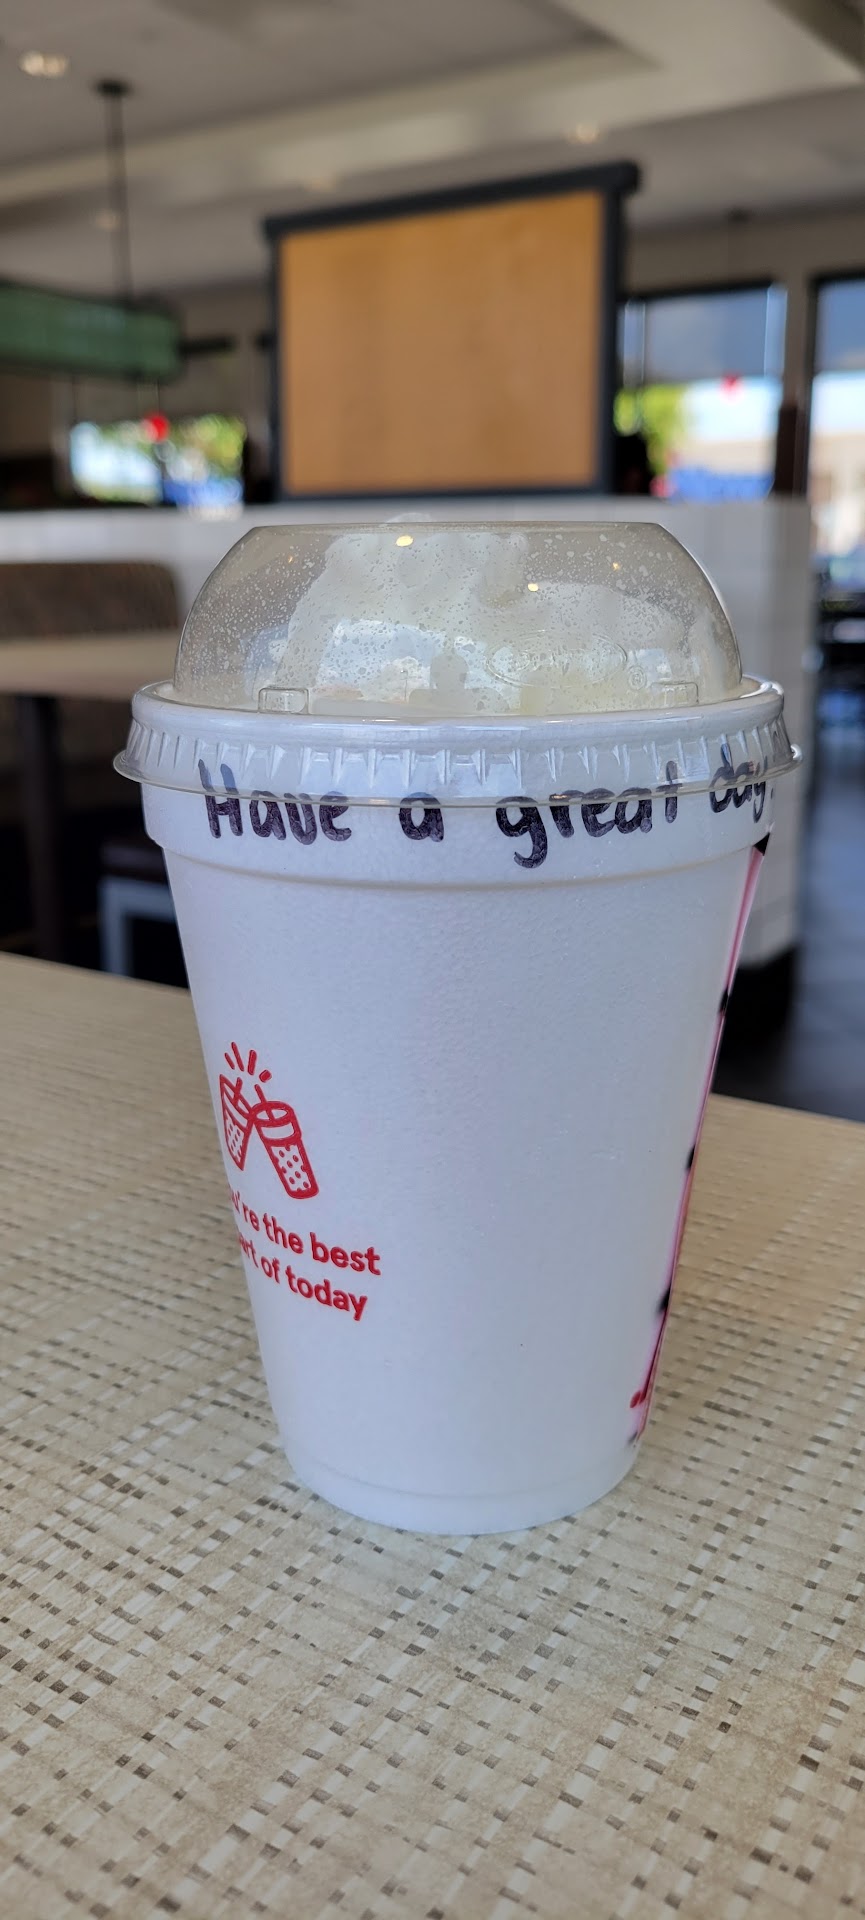 Have a great day!
're the best
art of today